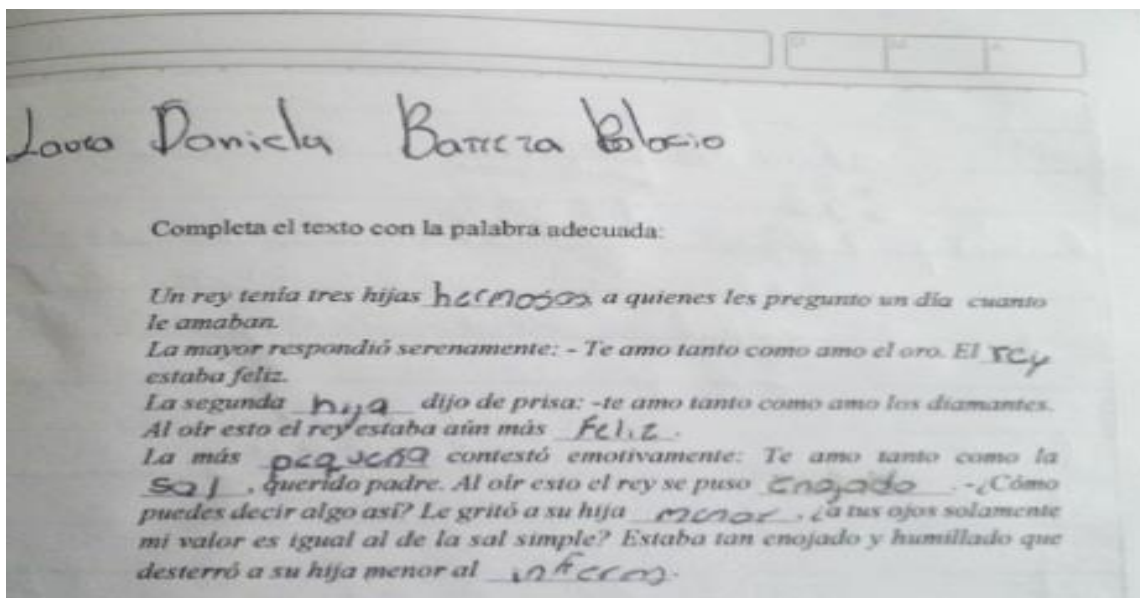 Laura Daniela Barreza Palacio
Completa el texto con la palabra adecuada:
Un rey tenía tres hijas hermosas a quienes les pregunto un día cuanto
le amaban.
La mayor respondió serenamente: - Te amo tanto como amo el oro. El rey
estaba feliz.
La segunda hija dijo de prisa: -te amo tanto como amo los diamantes.
Al oír esto el rey estaba aún más feliz.
La más pequeña contestó emotivamente: Te amo tanto como la
sal, querido padre. Al oír esto el rey se puso enojado. -¿Cómo
puedes decir algo así? Le gritó a su hija menor. ¿a tus ojos solamente
mi valor es igual al de la sal simple? Estaba tan enojado y humillado que
desterró a su hija menor al